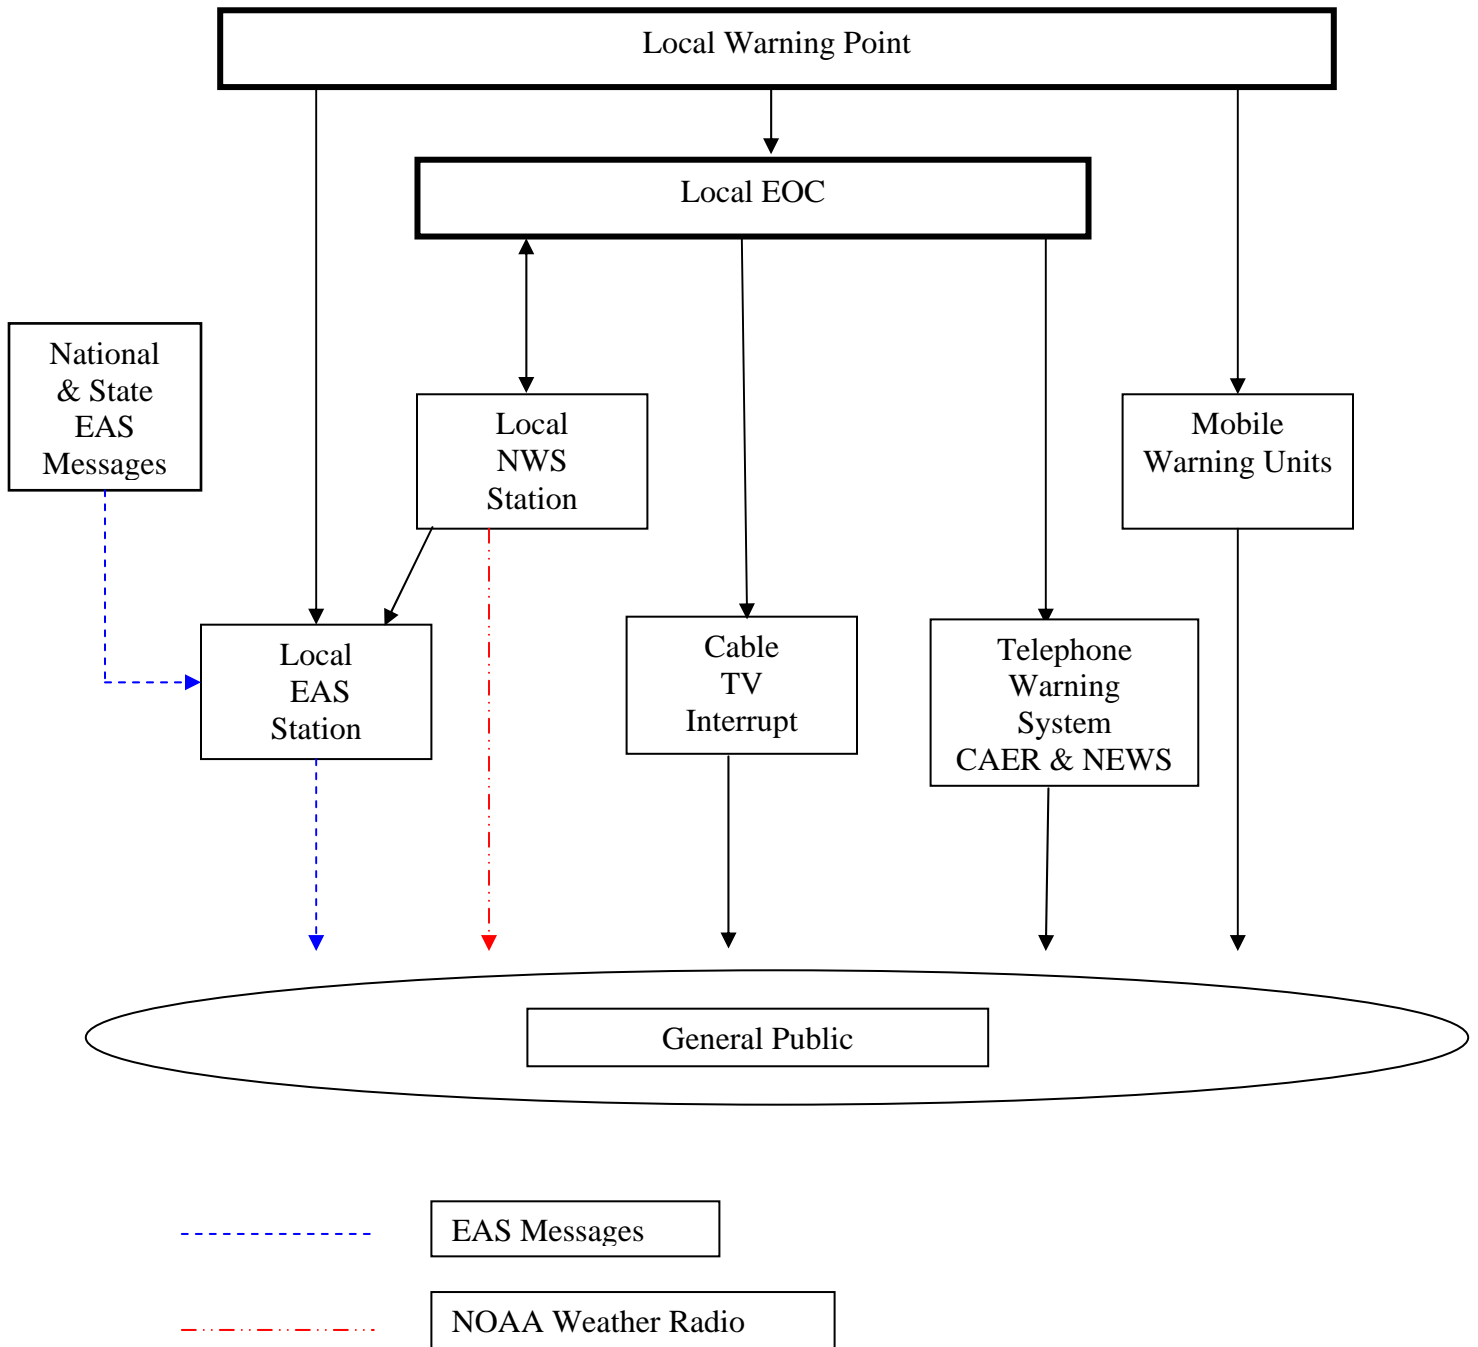 Local Warning Point
Local EOC
National
& State
EAS
Messages
Local
NWS
Station
Mobile
Warning Units
Local
EAS
Station
Cable
TV
Interrupt
Telephone
Warning
System
CAER & NEWS
General Public
EAS Messages
NOAA Weather Radio